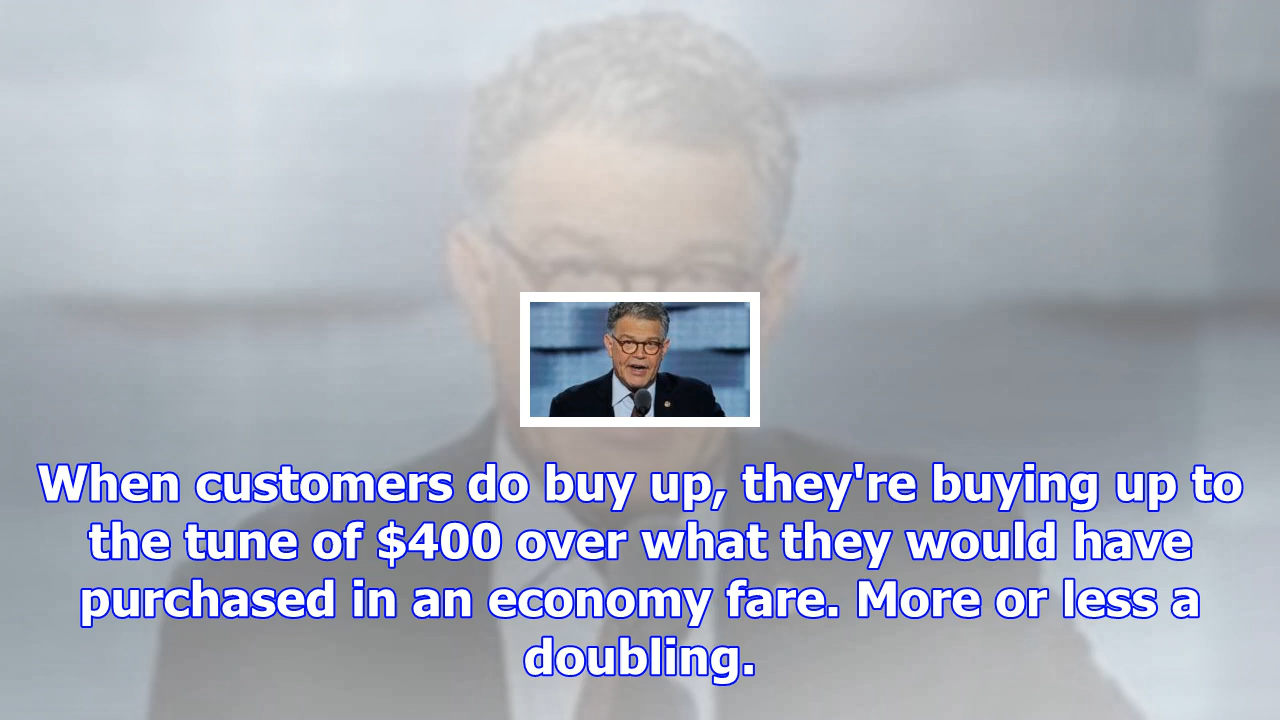 When customers do buy up, they're buying up to
the tune of $400 over what they would have
purchased in an economy fare. More or less a
doubling.